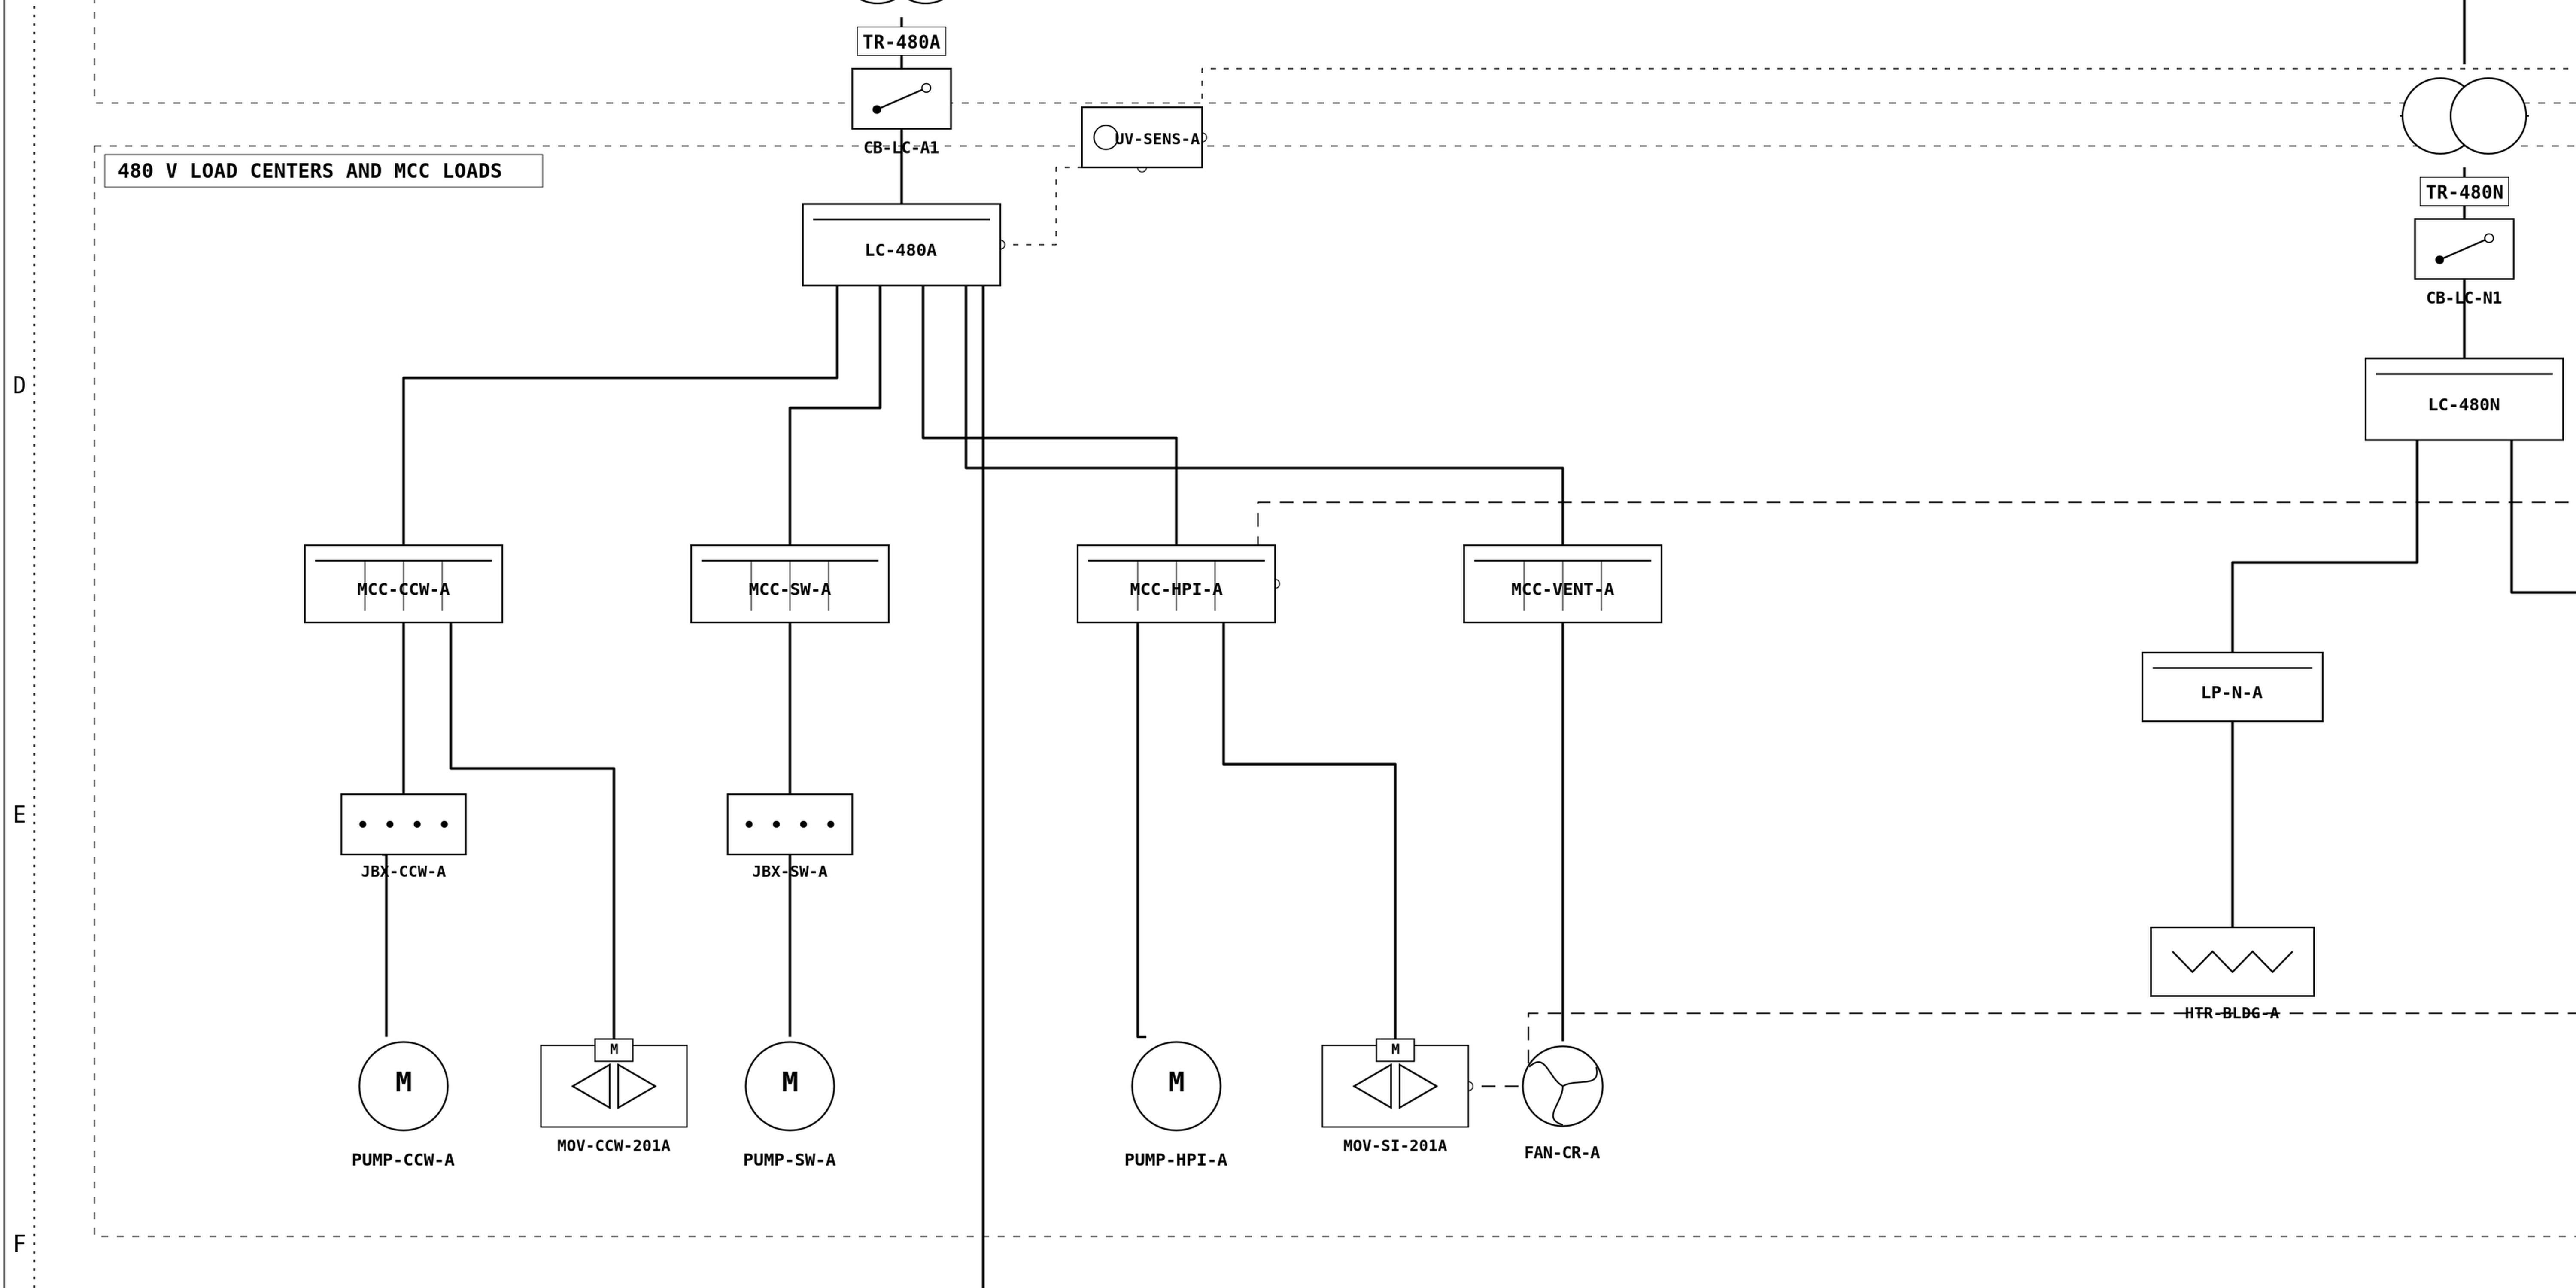 TR-480A
CB-LC-A1
UV-SENS-A
480 V LOAD CENTERS AND MCC LOADS
TR-480N
LC-480A
CB-LC-N1
D
LC-480N
MCC-CCW-A
MCC-SW-A
MCC-HPI-A
MCC-VENT-A
LP-N-A
E
JBX-CCW-A
JBX-SW-A
HTR-BLDG-A
M
M
M
M
M
MOV-CCW-201A
MOV-SI-201A
FAN-CR-A
PUMP-CCW-A
PUMP-SW-A
PUMP-HPI-A
F